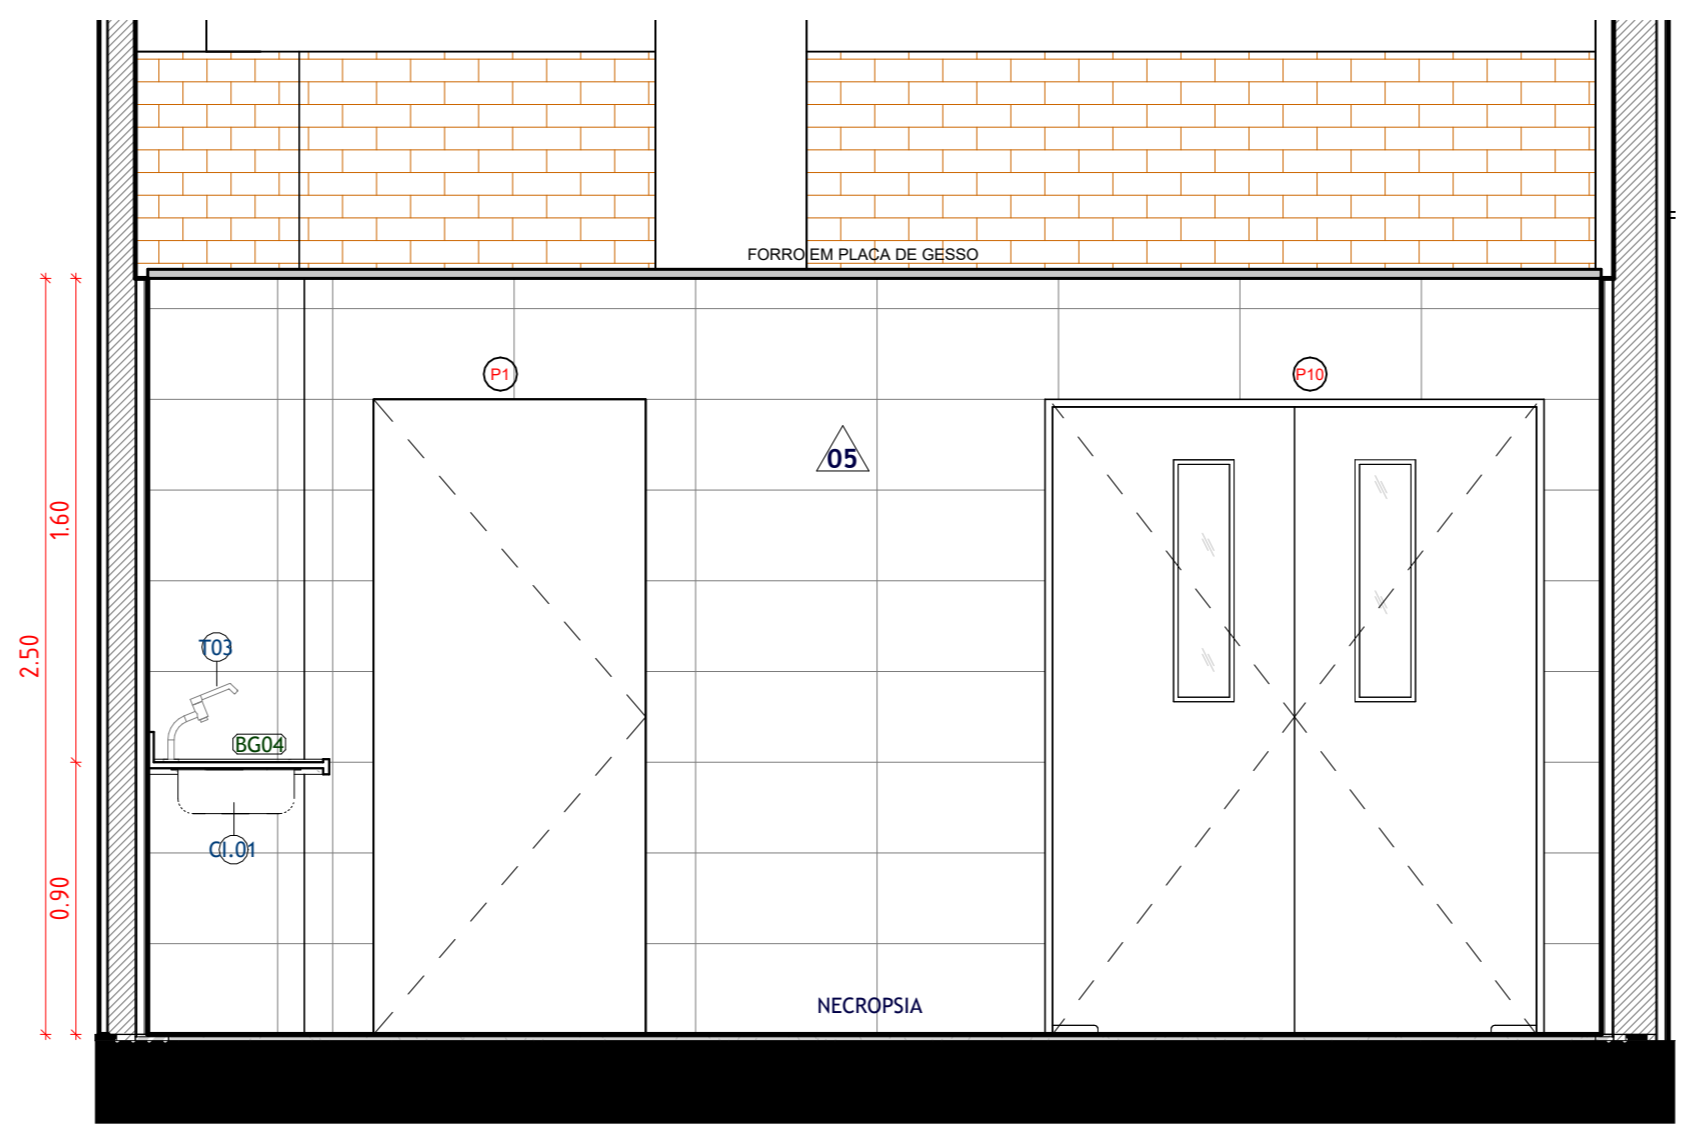 FORRO EM PLACA DE GESSO
P1
P10
05
1.60
2.50
T03
BG04
CI.01
0.90
NECROPSIA